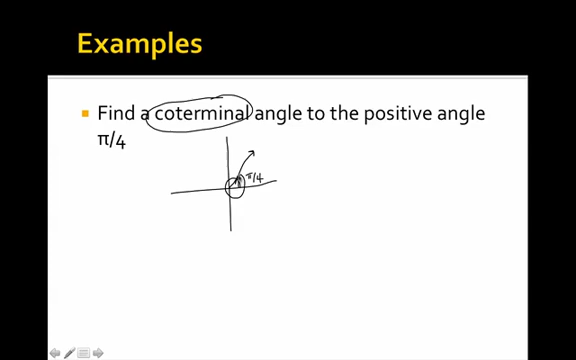 Examples
Find a coterminal angle to the positive angle
π/4
π/4